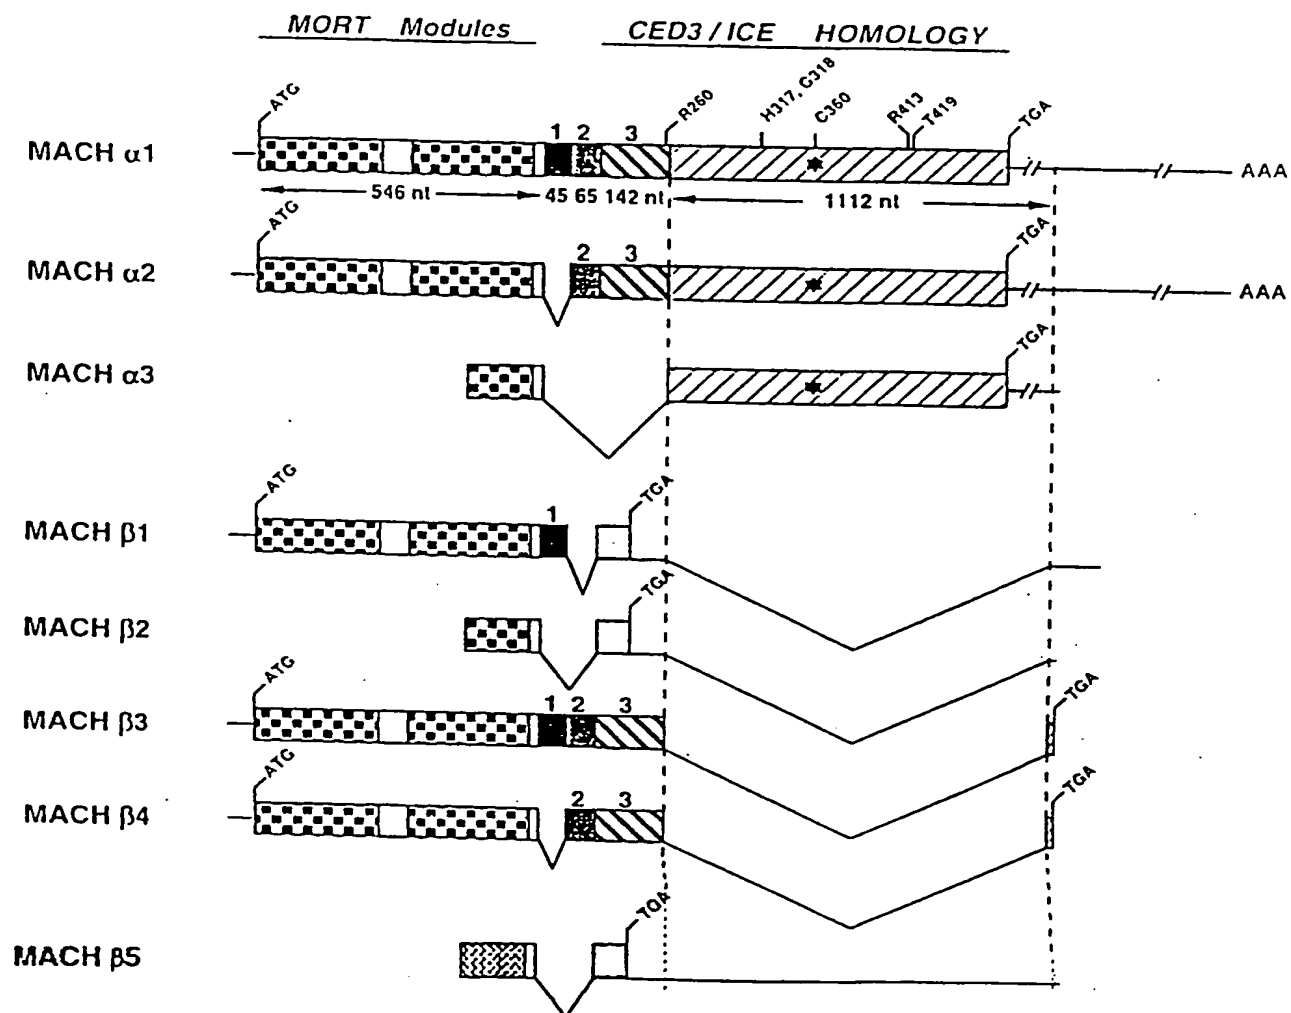 MORT Modules CED3 / ICE HOMOLOGY
ATG R260 H317, G318 C360 R413 T419 TGA
1 2 3
MACH α1 AAA
546 nt 45 65 142 nt 1112 nt
ATG TGA
2 3
MACH α2 AAA
TGA
MACH α3
ATG TGA
1
MACH β1
TGA
MACH β2
ATG TGA
1 2 3
MACH β3
ATG TGA
2 3
MACH β4
TGA
MACH β5